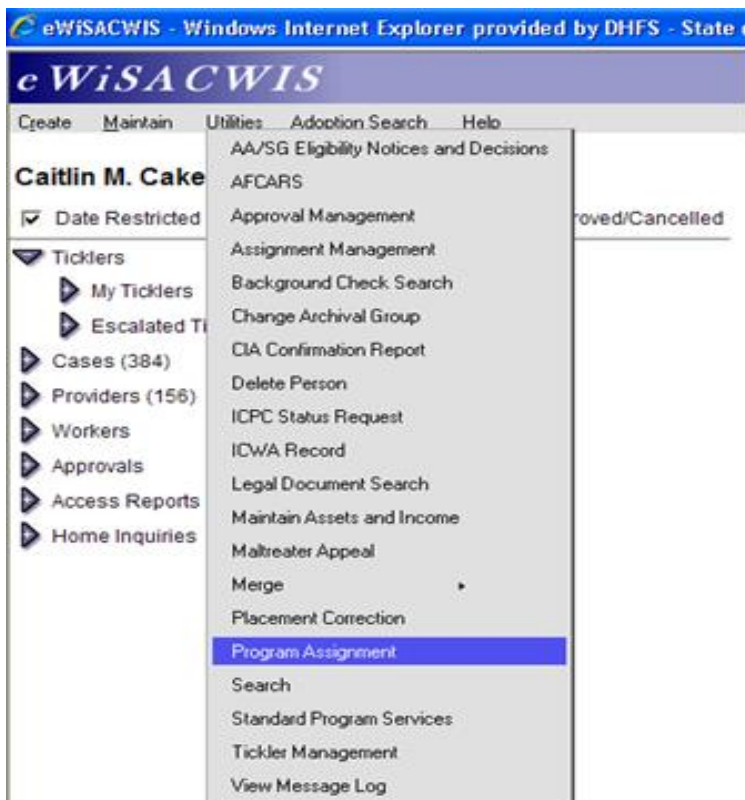 eWiSACWIS - Windows Internet Explorer provided by DHFS - State
eWiSACWIS
Create Maintain Utilities Adoption Search Help
Caitlin M. Cake
Date Restricted
roved/Cancelled
Ticklers
My Ticklers
Escalated Ti
Cases (384)
Providers (156)
Workers
Approvals
Access Reports
Home Inquiries
AA/SG Eligibility Notices and Decisions
AFCARS
Approval Management
Assignment Management
Background Check Search
Change Archival Group
CIA Confirmation Report
Delete Person
ICPC Status Request
ICWA Record
Legal Document Search
Maintain Assets and Income
Maltreater Appeal
Merge
Placement Correction
Program Assignment
Search
Standard Program Services
Tickler Management
View Message Log